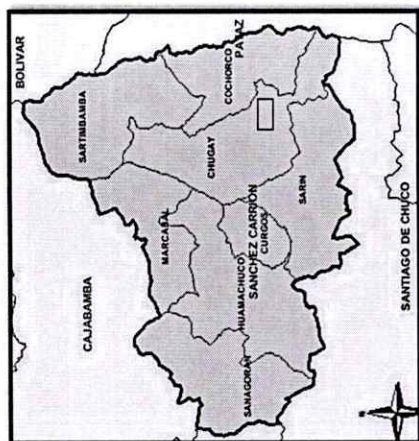 BOLIVAR
SARTIMBAMBA
COCHORCO
PATAZ
CHUGAY
CAJABAMBA
MARCABAL
SARIN
CURGOS
SANCHEZ CARRION
HUAMACHUCO
SANAGORAN
SANTIAGO DE CHUCO